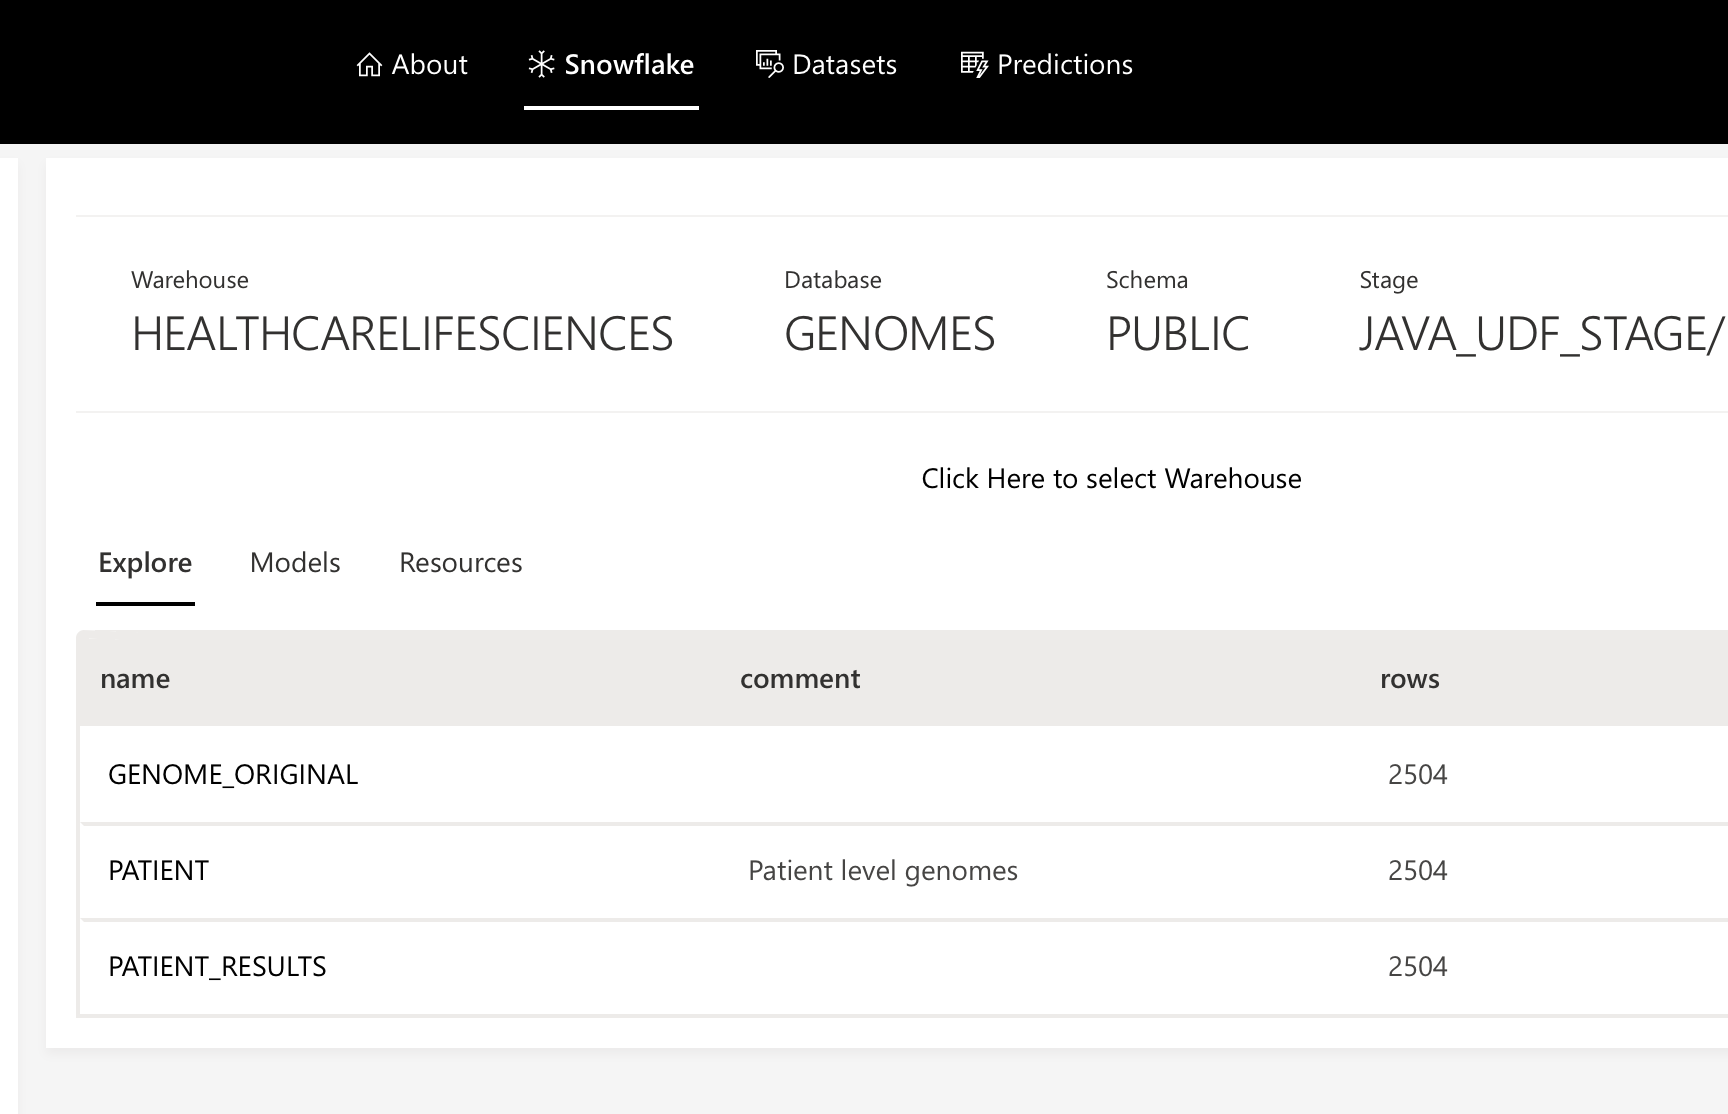 About Snowflake Datasets Predictions
Warehouse Database Schema Stage
HEALTHCARELIFESCIENCES GENOMES PUBLIC JAVA_UDF_STAGE/
Click Here to select Warehouse
Explore Models Resources
name comment rows
GENOME_ORIGINAL 2504
PATIENT Patient level genomes 2504
PATIENT_RESULTS 2504